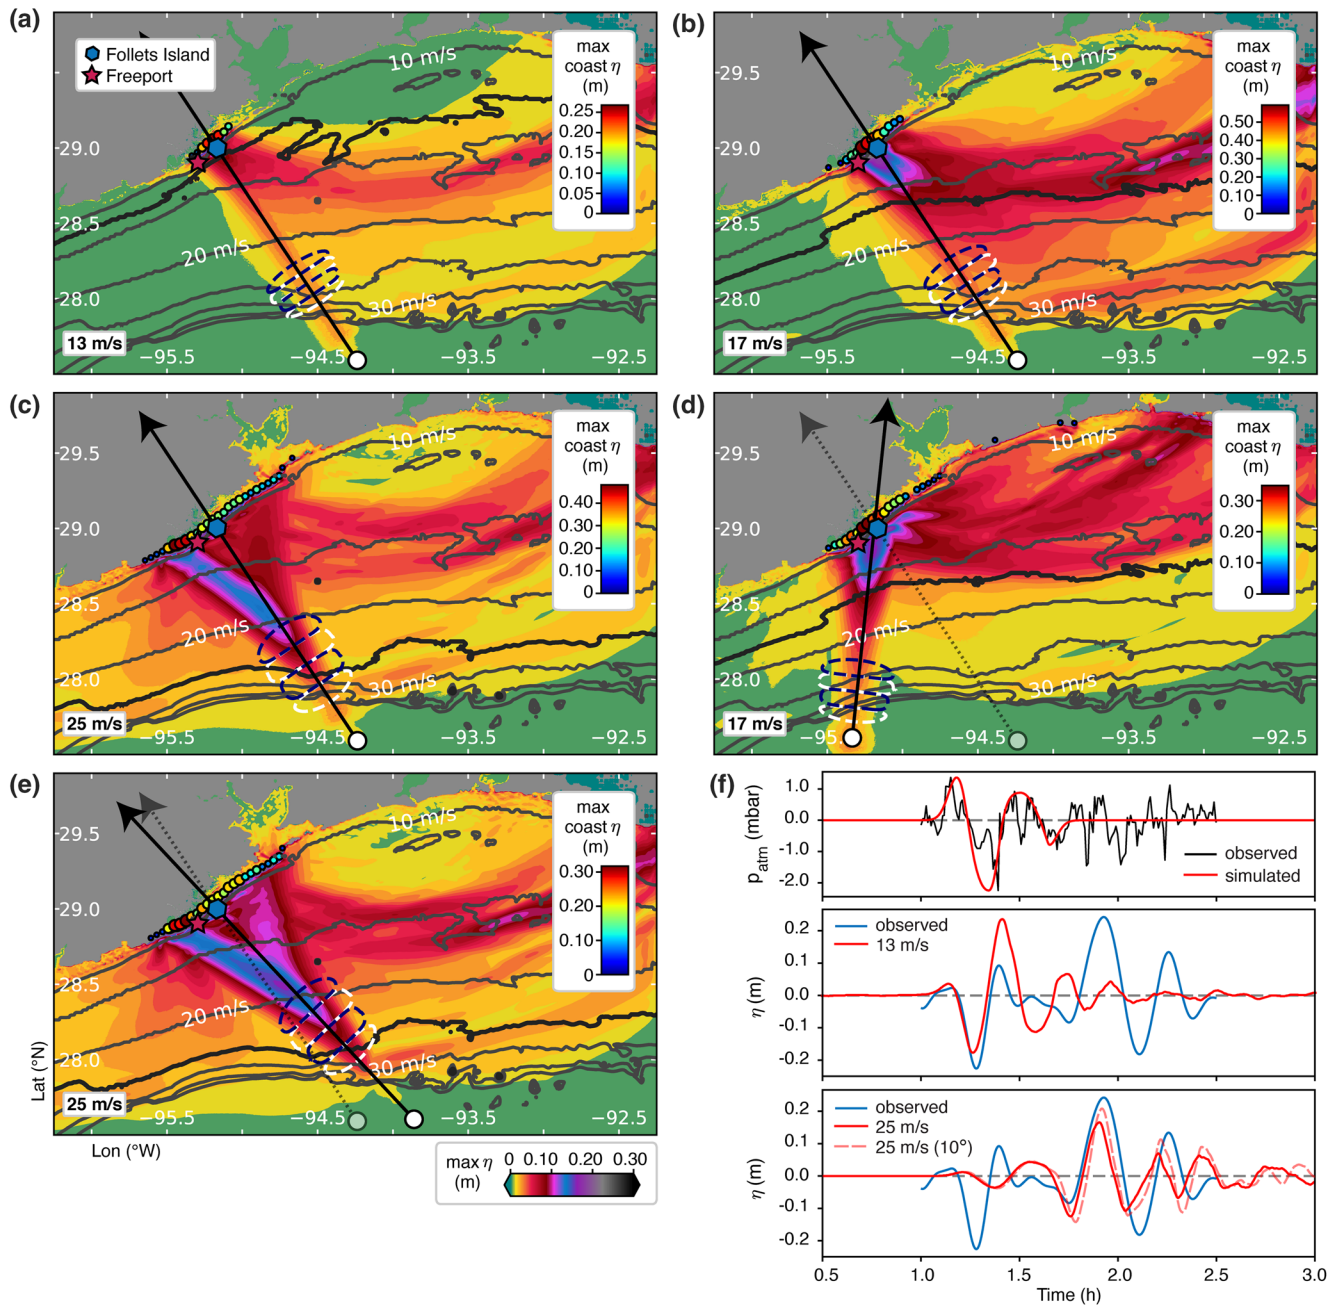 (a)
Follets Island
Freeport
10 m/s
20 m/s
30 m/s
29.0
28.5
28.0
−95.5
−94.5
−93.5
−92.5
13 m/s
max
coast η
(m)
0.25
0.20
0.15
0.10
0.05
0
(b)
10 m/s
20 m/s
30 m/s
29.5
29.0
28.5
28.0
−95.5
−94.5
−93.5
−92.5
17 m/s
max
coast η
(m)
0.50
0.40
0.30
0.20
0.10
0
(c)
10 m/s
20 m/s
30 m/s
29.5
29.0
28.5
28.0
−95.5
−94.5
−93.5
−92.5
25 m/s
max
coast η
(m)
0.40
0.30
0.20
0.10
0
(d)
10 m/s
20 m/s
30 m/s
29.5
29.0
28.5
28.0
−95.
−94.5
−93.5
−92.5
17 m/s
max
coast η
(m)
0.30
0.20
0.10
0
(e)
10 m/s
20 m/s
30 m/s
29.5
29.0
28.5
28.0
−95.5
−94.5
−93.5
−92.5
25 m/s
max
coast η
(m)
0.30
0.20
0.10
0
Lat (°N)
Lon (°W)
max η
(m)
0 0.10 0.20 0.30
(f)
p_atm (mbar)
1.0
0.0
-1.0
-2.0
observed
simulated
η (m)
0.2
0.1
0.0
-0.1
-0.2
observed
13 m/s
η (m)
0.2
0.1
0.0
-0.1
-0.2
observed
25 m/s
25 m/s (10°)
0.5 1.0 1.5 2.0 2.5 3.0
Time (h)